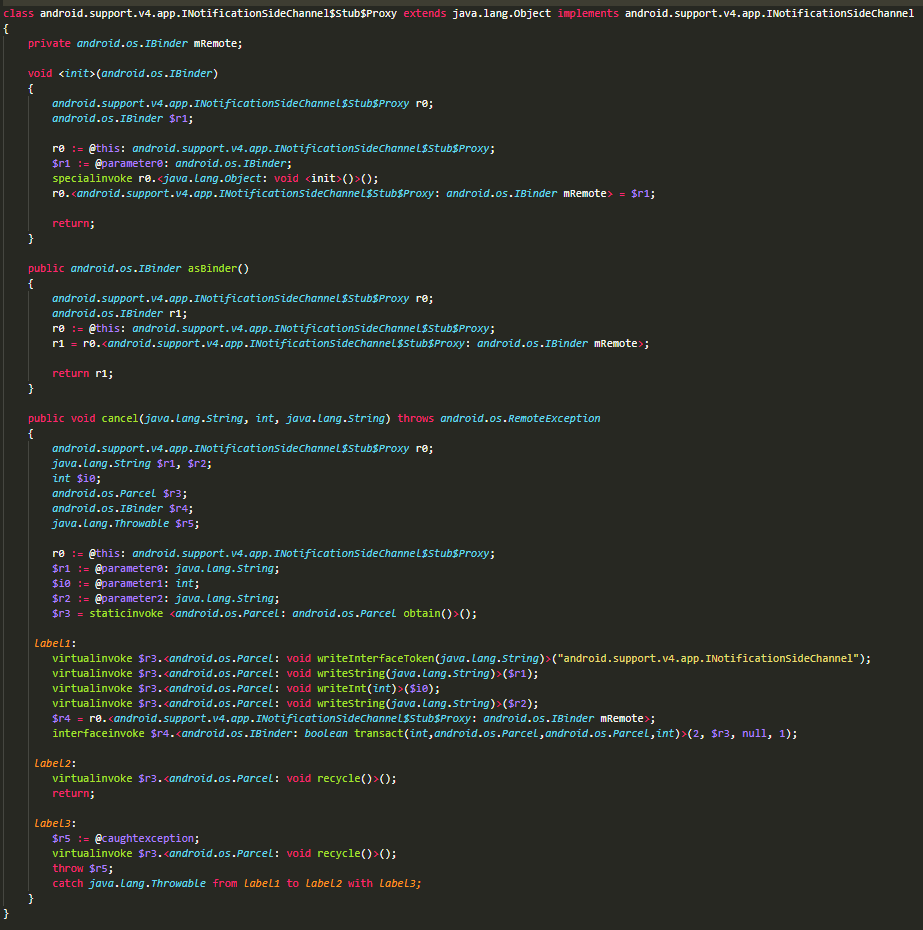 class android.support.v4.app.INotificationSideChannel$Stub$Proxy extends java.lang.Object implements android.support.v4.app.INotificationSideChannel
{
private android.os.IBinder mRemote;
void <init>(android.os.IBinder)
{
android.support.v4.app.INotificationSideChannel$Stub$Proxy r0;
android.os.IBinder $r1;
r0 := @this: android.support.v4.app.INotificationSideChannel$Stub$Proxy;
$r1 := @parameter0: android.os.IBinder;
specialinvoke r0.<java.lang.Object: void <init>()>();
r0.<android.support.v4.app.INotificationSideChannel$Stub$Proxy: android.os.IBinder mRemote> = $r1;
return;
}
public android.os.IBinder asBinder()
{
android.support.v4.app.INotificationSideChannel$Stub$Proxy r0;
android.os.IBinder r1;
r0 := @this: android.support.v4.app.INotificationSideChannel$Stub$Proxy;
r1 = r0.<android.support.v4.app.INotificationSideChannel$Stub$Proxy: android.os.IBinder mRemote>;
return r1;
}
public void cancel(java.lang.String, int, java.lang.String) throws android.os.RemoteException
{
android.support.v4.app.INotificationSideChannel$Stub$Proxy r0;
java.lang.String $r1, $r2;
int $i0;
android.os.Parcel $r3;
android.os.IBinder $r4;
java.lang.Throwable $r5;
r0 := @this: android.support.v4.app.INotificationSideChannel$Stub$Proxy;
$r1 := @parameter0: java.lang.String;
$i0 := @parameter1: int;
$r2 := @parameter2: java.lang.String;
$r3 = staticinvoke <android.os.Parcel: android.os.Parcel obtain()>();
label1:
virtualinvoke $r3.<android.os.Parcel: void writeInterfaceToken(java.lang.String)>("android.support.v4.app.INotificationSideChannel");
virtualinvoke $r3.<android.os.Parcel: void writeString(java.lang.String)>($r1);
virtualinvoke $r3.<android.os.Parcel: void writeInt(int)>($i0);
virtualinvoke $r3.<android.os.Parcel: void writeString(java.lang.String)>($r2);
$r4 = r0.<android.support.v4.app.INotificationSideChannel$Stub$Proxy: android.os.IBinder mRemote>;
interfaceinvoke $r4.<android.os.IBinder: boolean transact(int,android.os.Parcel,android.os.Parcel,int)>(2, $r3, null, 1);
label2:
virtualinvoke $r3.<android.os.Parcel: void recycle()>();
return;
label3:
$r5 := @caughtexception;
virtualinvoke $r3.<android.os.Parcel: void recycle()>();
throw $r5;
catch java.lang.Throwable from label1 to label2 with label3;
}
}